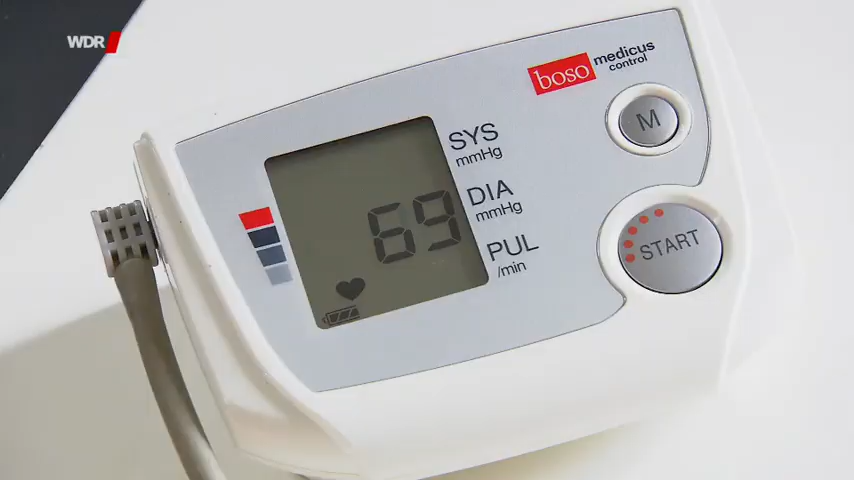 WDR
boso
medicus
control
M
SYS
mmHg
DIA
mmHg
69
PUL
/min
START